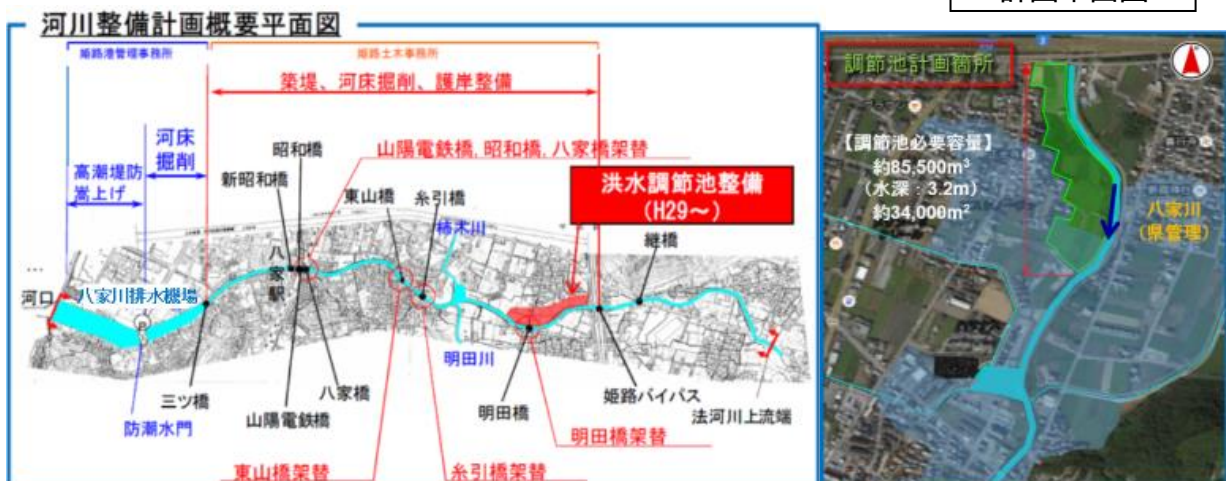 計画平面図
河川整備計画概要平面図
姫路港管理事務所
姫路土木事務所
築堤、河床掘削、護岸整備
河床
掘削
高潮堤防
嵩上げ
昭和橋
新昭和橋
山陽電鉄橋, 昭和橋, 八家橋架替
東山橋
糸引橋
洪水調節池整備
(H29～)
柿木川
継橋
八家駅
河口
八家川排水機場
P
明田川
三ツ橋
防潮水門
山陽電鉄橋
八家橋
明田橋
姫路バイパス
法河川上流端
明田橋架替
東山橋架替
糸引橋架替
調節池計画箇所
【調節池必要容量】
約85,500m³
（水深：3.2m）
約34,000m²
八家川
（県管理）